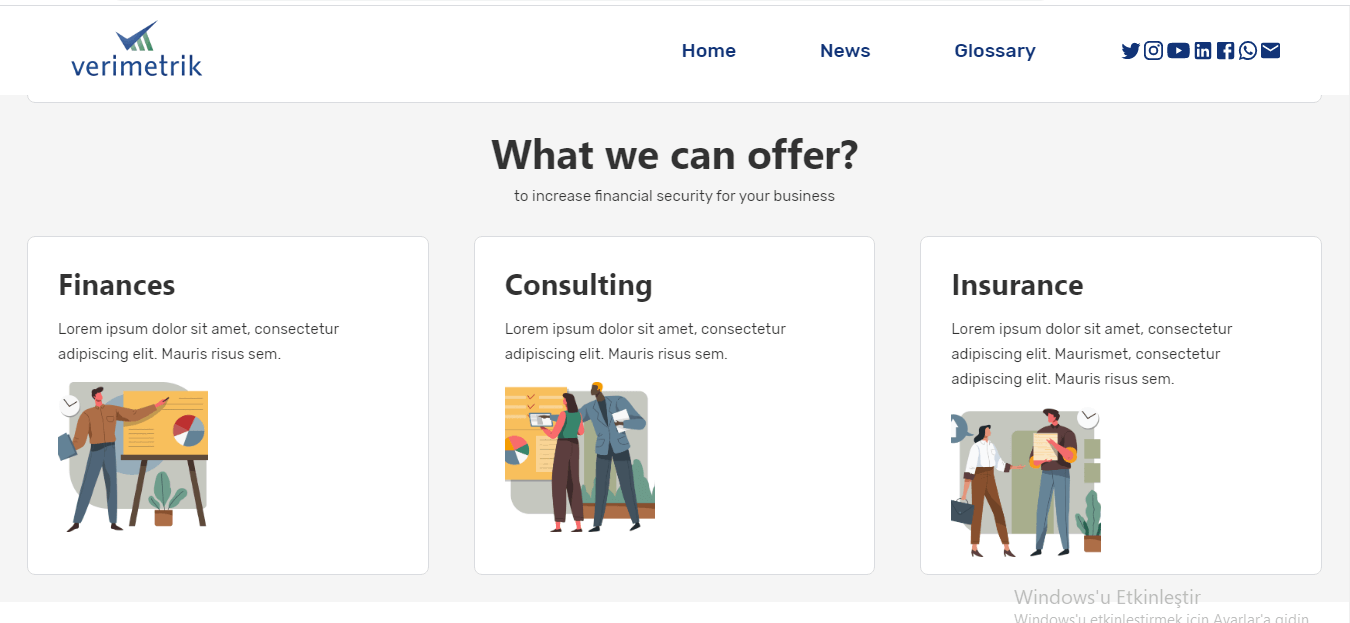 verimetrik
Home News Glossary
What we can offer?
to increase financial security for your business
Finances
Lorem ipsum dolor sit amet, consectetur
adipiscing elit. Mauris risus sem.
Consulting
Lorem ipsum dolor sit amet, consectetur
adipiscing elit. Mauris risus sem.
Insurance
Lorem ipsum dolor sit amet, consectetur
adipiscing elit. Maurismet, consectetur
adipiscing elit. Mauris risus sem.
Windows'u Etkinleştir
Windows'u etkinleştirmek için Ayarlar'a gidin